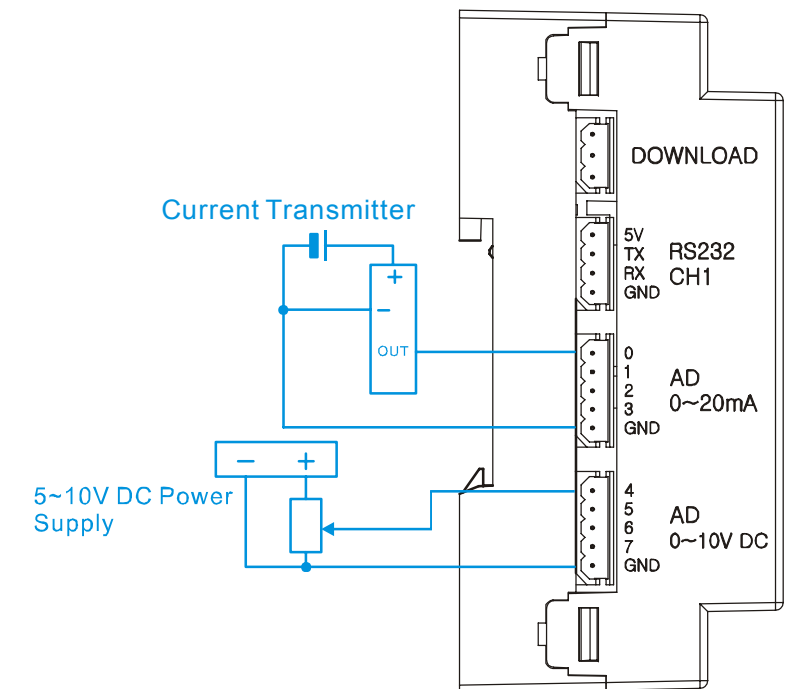 DOWNLOAD
Current Transmitter
5V
TX
RX
GND
RS232
CH1
+
−
OUT
0
1
2
3
GND
AD
0~20mA
− +
5~10V DC Power
Supply
4
5
6
7
GND
AD
0~10V DC